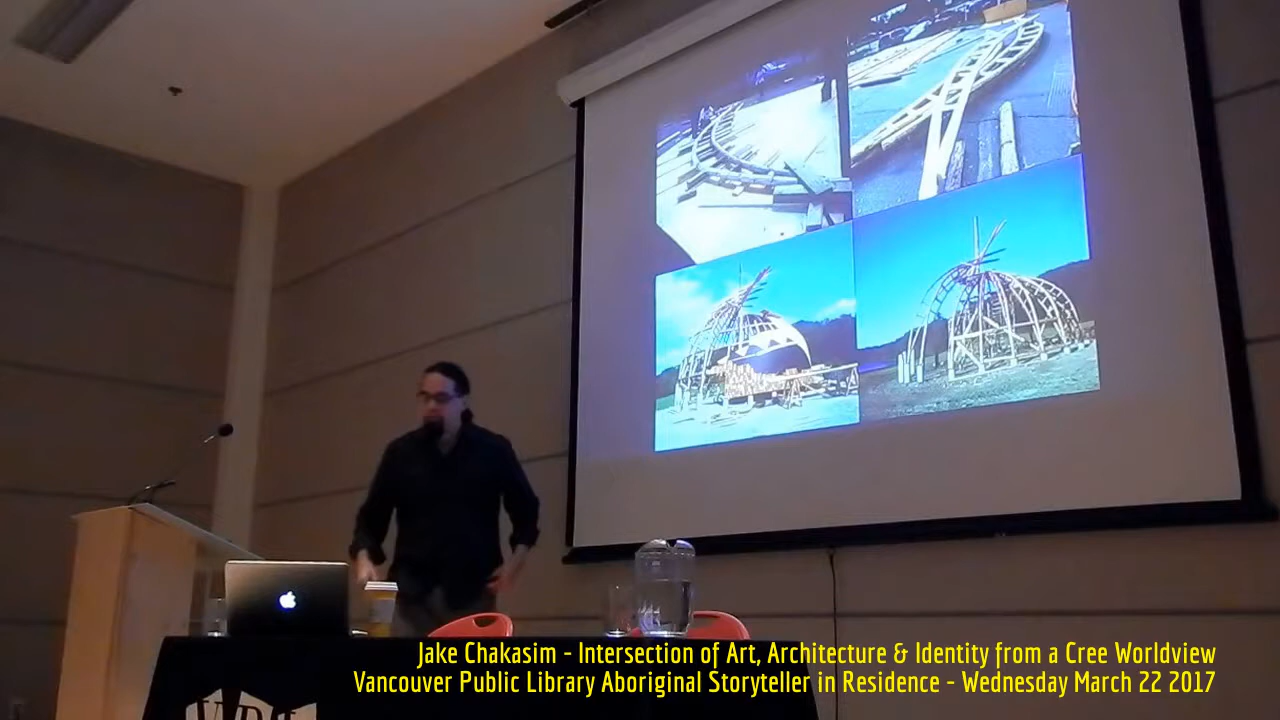 Jake Chakasim - Intersection of Art, Architecture & Identity from a Cree Worldview
Vancouver Public Library Aboriginal Storyteller in Residence - Wednesday March 22 2017